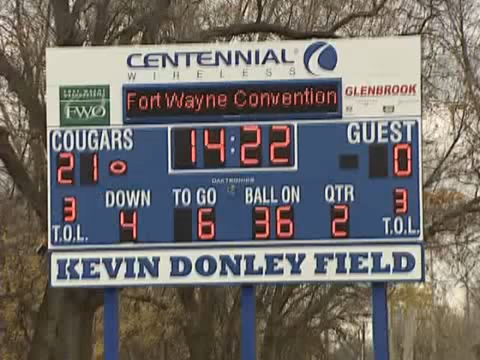 CENTENNIAL
WIRELESS
FWO
GLENBROOK
Fort Wayne Convention
COUGARS 14:22 GUEST
21 0
DOWN TO GO BALL ON QTR
3 4 6 36 2 3
T.O.L. T.O.L.
DAKTRONICS
KEVIN DONLEY FIELD